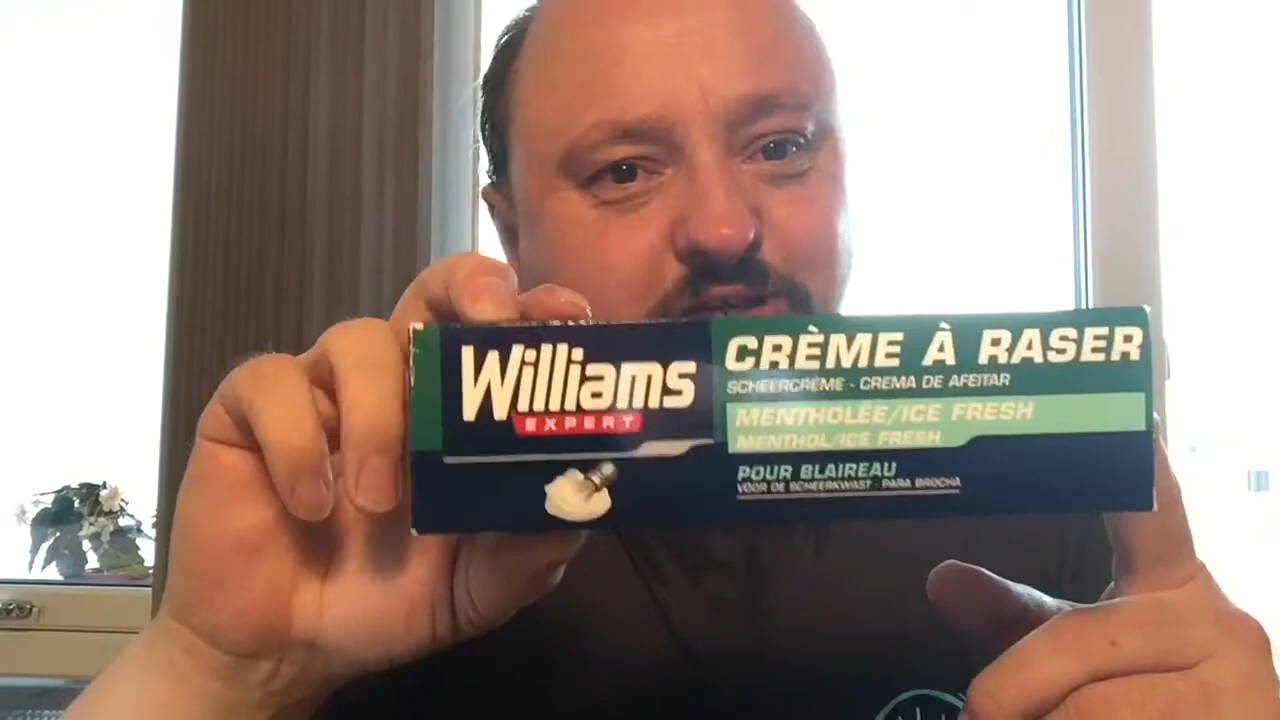 Williams
EXPERT
CRÈME À RASER
SCHEERCRÈME - CREMA DE AFEITAR
MENTHOLÉE/ICE FRESH
MENTHOL/ICE FRESH
POUR BLAIREAU
VOOR DE SCHEERKWAST - PARA BROCHA